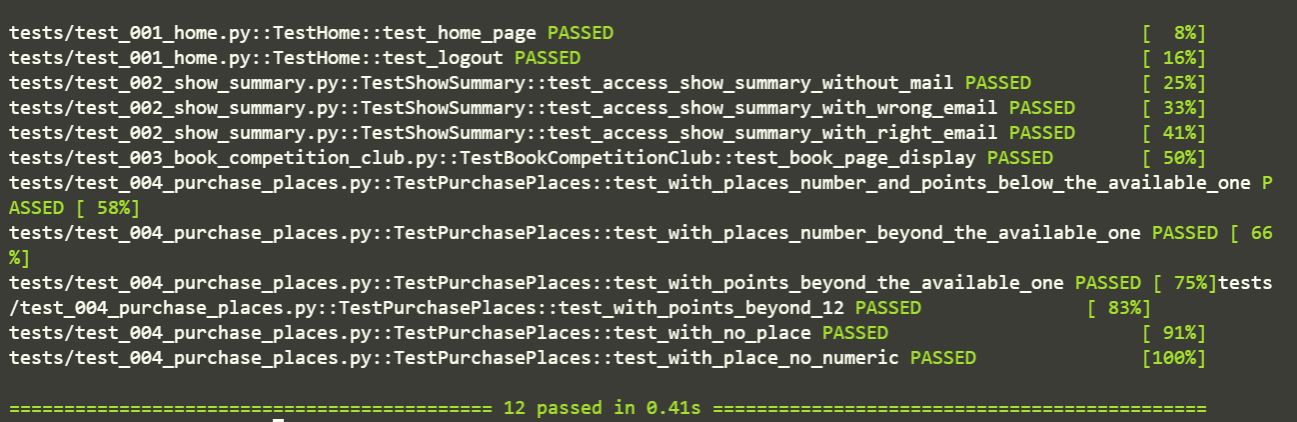 tests/test_001_home.py::TestHome::test_home_page PASSED [  8%]
tests/test_001_home.py::TestHome::test_logout PASSED [ 16%]
tests/test_002_show_summary.py::TestShowSummary::test_access_show_summary_without_mail PASSED [ 25%]
tests/test_002_show_summary.py::TestShowSummary::test_access_show_summary_with_wrong_email PASSED [ 33%]
tests/test_002_show_summary.py::TestShowSummary::test_access_show_summary_with_right_email PASSED [ 41%]
tests/test_003_book_competition_club.py::TestBookCompetitionClub::test_book_page_display PASSED [ 50%]
tests/test_004_purchase_places.py::TestPurchasePlaces::test_with_places_number_and_points_below_the_available_one P
ASSED [ 58%]
tests/test_004_purchase_places.py::TestPurchasePlaces::test_with_places_number_beyond_the_available_one PASSED [ 66
%]
tests/test_004_purchase_places.py::TestPurchasePlaces::test_with_points_beyond_the_available_one PASSED [ 75%]tests
/test_004_purchase_places.py::TestPurchasePlaces::test_with_points_beyond_12 PASSED [ 83%]
tests/test_004_purchase_places.py::TestPurchasePlaces::test_with_no_place PASSED [ 91%]
tests/test_004_purchase_places.py::TestPurchasePlaces::test_with_place_no_numeric PASSED [100%]
============================================ 12 passed in 0.41s =============================================